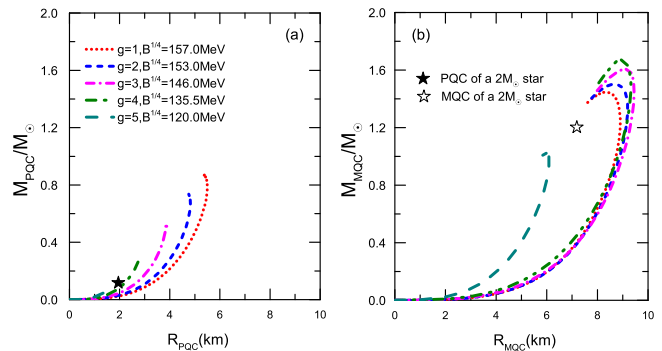 (a)
g=1,B^1/4=157.0MeV
g=2,B^1/4=153.0MeV
g=3,B^1/4=146.0MeV
g=4,B^1/4=135.5MeV
g=5,B^1/4=120.0MeV
M_PQC/M_☉
2.0
1.6
1.2
0.8
0.4
0.0
0 2 4 6 8 10
R_PQC(km)
(b)
PQC of a 2M_☉ star
MQC of a 2M_☉ star
M_MQC/M_☉
2.0
1.6
1.2
0.8
0.4
0.0
0 2 4 6 8 10
R_MQC(km)